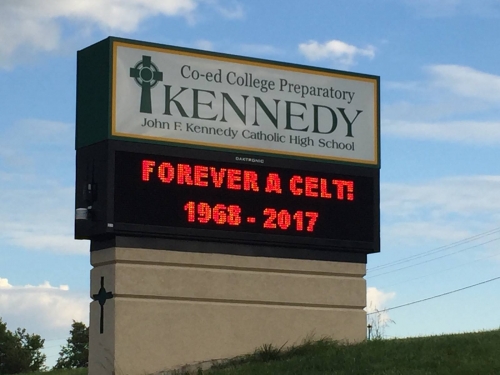 Co-ed College Preparatory
KENNEDY
John F. Kennedy Catholic High School
DAKTRONICS
FOREVER A CELT!
1968 - 2017